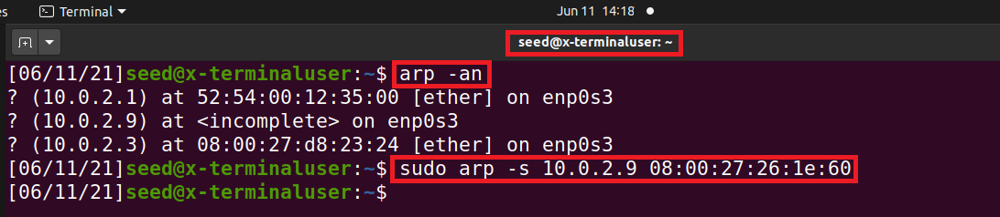 es Terminal Jun 11 14:18
seed@x-terminaluser: ~
[06/11/21]seed@x-terminaluser:~$ arp -an
? (10.0.2.1) at 52:54:00:12:35:00 [ether] on enp0s3
? (10.0.2.9) at <incomplete> on enp0s3
? (10.0.2.3) at 08:00:27:d8:23:24 [ether] on enp0s3
[06/11/21]seed@x-terminaluser:~$ sudo arp -s 10.0.2.9 08:00:27:26:1e:60
[06/11/21]seed@x-terminaluser:~$